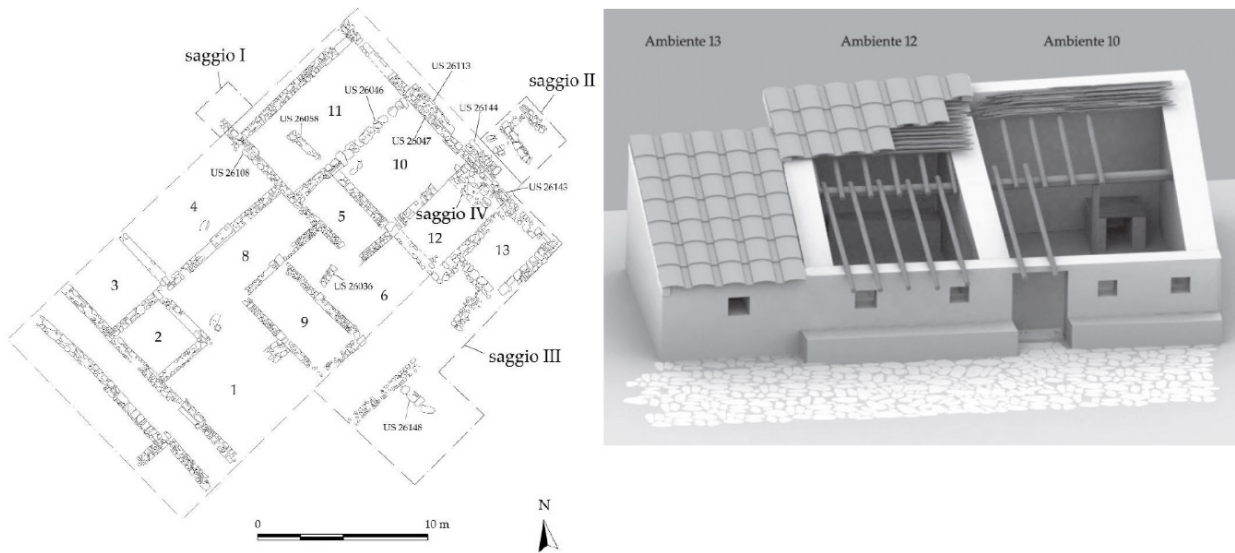 saggio I
US 26113
saggio II
US 26046
US 26144
11
US 26058
US 26047
10
US 26108
US 26143
4
saggio IV
5
12
13
8
3
US 26036
6
9
2
saggio III
1
US 26148
0 10 m
N
Ambiente 13 Ambiente 12 Ambiente 10